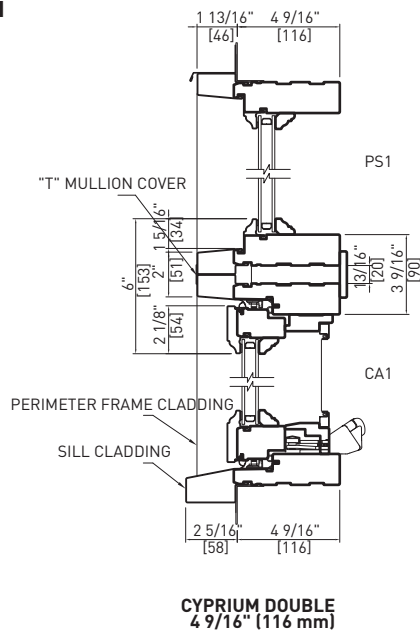 1 13/16" 4 9/16"
[46] [116]
PS1
"T" MULLION COVER
1 5/16"
[34]
6"
[153]
2"
[51]
13/16"
[20]
3 9/16"
[90]
2 1/8"
[54]
CA1
PERIMETER FRAME CLADDING
SILL CLADDING
2 5/16" 4 9/16"
[58] [116]
CYPRIUM DOUBLE
4 9/16" (116 mm)